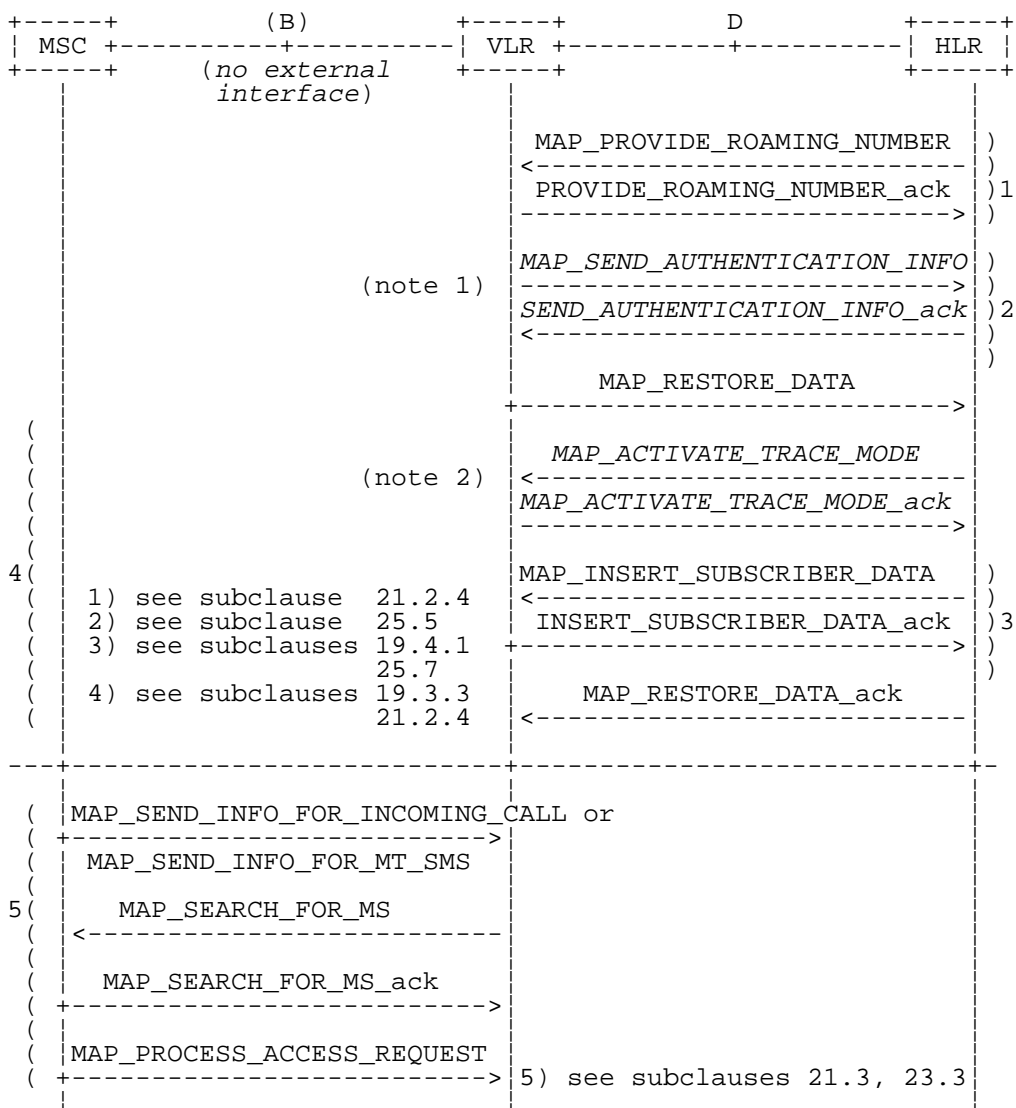 (B) D
MSC VLR HLR
(no external
interface)
MAP_PROVIDE_ROAMING_NUMBER )
)
PROVIDE_ROAMING_NUMBER_ack )1
)
MAP_SEND_AUTHENTICATION_INFO )
(note 1) )
SEND_AUTHENTICATION_INFO_ack )2
)
)
MAP_RESTORE_DATA
(
( MAP_ACTIVATE_TRACE_MODE
( (note 2)
( MAP_ACTIVATE_TRACE_MODE_ack
(
(
4( MAP_INSERT_SUBSCRIBER_DATA )
( 1) see subclause 21.2.4 )
( 2) see subclause 25.5 INSERT_SUBSCRIBER_DATA_ack )3
( 3) see subclauses 19.4.1 )
( 25.7 )
( 4) see subclauses 19.3.3 MAP_RESTORE_DATA_ack
( 21.2.4
( MAP_SEND_INFO_FOR_INCOMING_CALL or
(
( MAP_SEND_INFO_FOR_MT_SMS
(
5( MAP_SEARCH_FOR_MS
(
(
( MAP_SEARCH_FOR_MS_ack
(
(
( MAP_PROCESS_ACCESS_REQUEST
( 5) see subclauses 21.3, 23.3